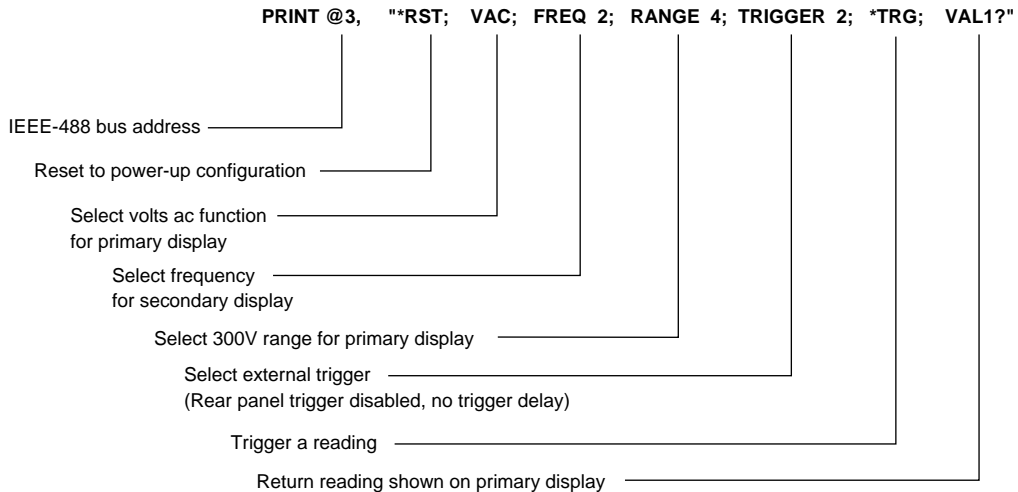 PRINT @3, "*RST; VAC; FREQ 2; RANGE 4; TRIGGER 2; *TRG; VAL1?"
IEEE-488 bus address
Reset to power-up configuration
Select volts ac function
for primary display
Select frequency
for secondary display
Select 300V range for primary display
Select external trigger
(Rear panel trigger disabled, no trigger delay)
Trigger a reading
Return reading shown on primary display